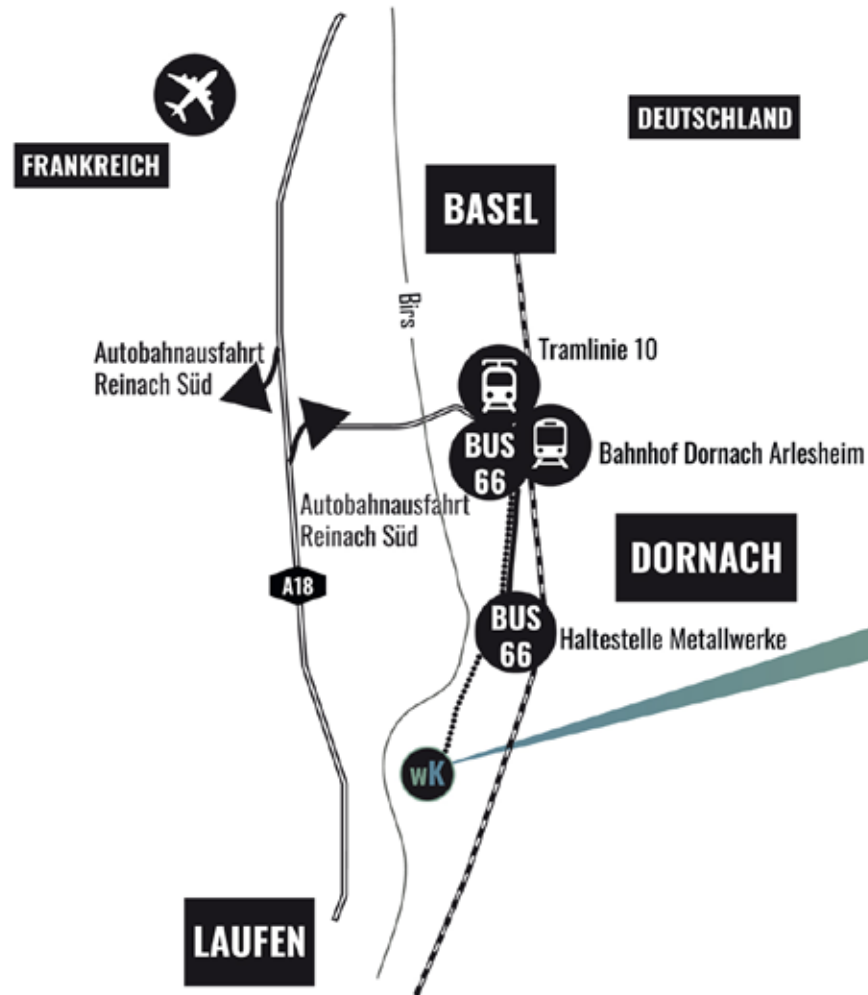 DEUTSCHLAND
FRANKREICH
BASEL
Birs
Tramlinie 10
Autobahnausfahrt
Reinach Süd
BUS
66
Bahnhof Dornach Arlesheim
Autobahnausfahrt
Reinach Süd
DORNACH
A18
BUS
66
Haltestelle Metallwerke
wK
LAUFEN